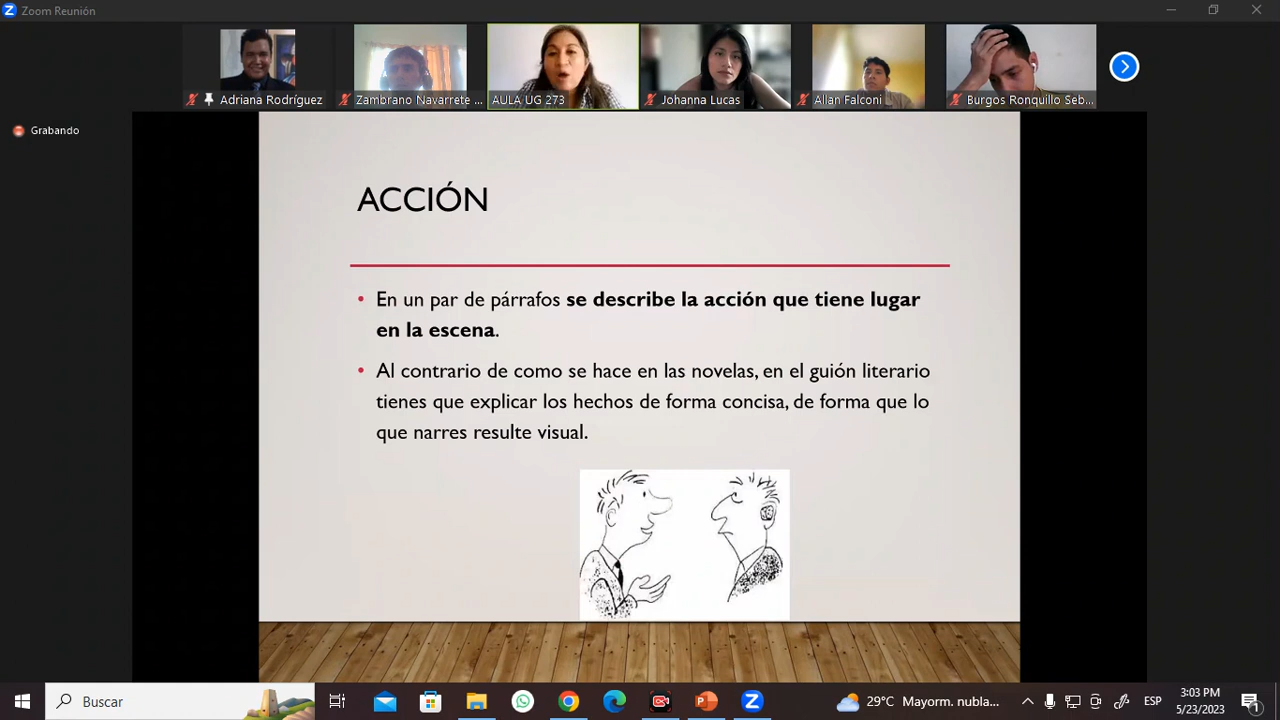 Zoom Reunión
Adriana Rodríguez
Zambrano Navarrete ...
AULA UG 273
Johanna Lucas
Allan Falconi
Burgos Ronquillo Seb...
Grabando
ACCIÓN
• En un par de párrafos se describe la acción que tiene lugar
en la escena.
• Al contrario de como se hace en las novelas, en el guión literario
tienes que explicar los hechos de forma concisa, de forma que lo
que narres resulte visual.
Buscar
29°C Mayorm. nubla...
ESP
3:03 PM
5/23/2023
1